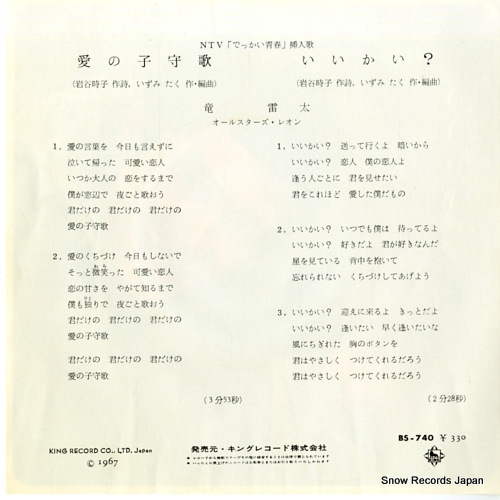 NTV「でっかい青春」挿入歌
愛の子守歌
(岩谷時子 作詩, いずみ たく 作・編曲)
いいかい?
(岩谷時子 作詩, いずみ たく 作・編曲)
竜 雷太
オールスターズ・レオン
1. 愛の言葉を 今日も言えずに
泣いて帰った 可愛い恋人
いつか大人の 恋をするまで
僕が窓辺で 夜ごと歌おう
君だけの 君だけの 君だけの
愛の子守歌
2. 愛のくちづけ 今日もしないで
そっと微笑った 可愛い恋人
恋の甘さを やがて知るまで
僕も独りで 夜ごと歌おう
君だけの 君だけの 君だけの
愛の子守歌
君だけの 君だけの 君だけの
愛の子守歌
(3分53秒)
1. いいかい? 送って行くよ 暗いから
いいかい? 恋人 僕の恋人よ
逢う人ごとに 君を見せたい
君をこれほど 愛した僕だもの
2. いいかい? いつでも僕は 待ってるよ
いいかい? 好きだよ 君が好きなんだ
星を見ている 背中を抱いて
忘れられない くちづけしてあげよう
3. いいかい? 迎えに来るよ きっとだよ
いいかい? 逢いたい 早く逢いたいな
風にちぎれた 胸のボタンを
君はやさしく つけてくれるだろう
君はやさしく つけてくれるだろう
(2分28秒)
KING RECORD CO., LTD. Japan
© 1967
発売元・キングレコード株式会社
BS-740 ¥330
Snow Records Japan